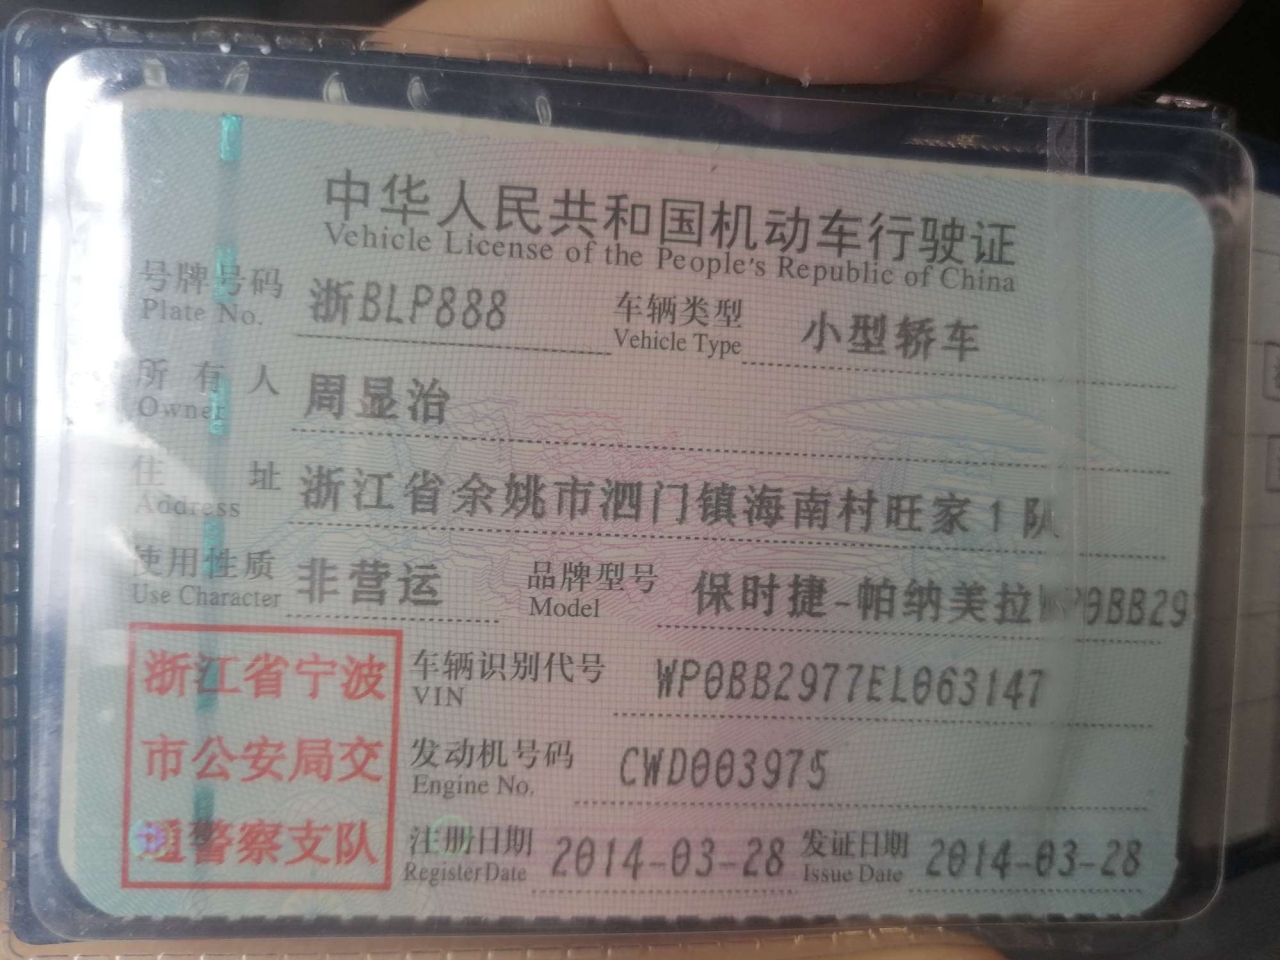 中华人民共和国机动车行驶证
Vehicle License of the People's Republic of China
号牌号码 浙BLP888 车辆类型 小型轿车
Plate No. Vehicle Type
所有人 周显治
Owner
住址 浙江省余姚市泗门镇海南村旺家1队
Address
使用性质 非营运 品牌型号 保时捷-帕纳美拉WP0BB29
Use Character Model
浙江省宁波
市公安局交
通警察支队
车辆识别代号 WP0BB2977EL063147
VIN
发动机号码 CWD003975
Engine No.
注册日期 2014-03-28 发证日期 2014-03-28
Register Date Issue Date